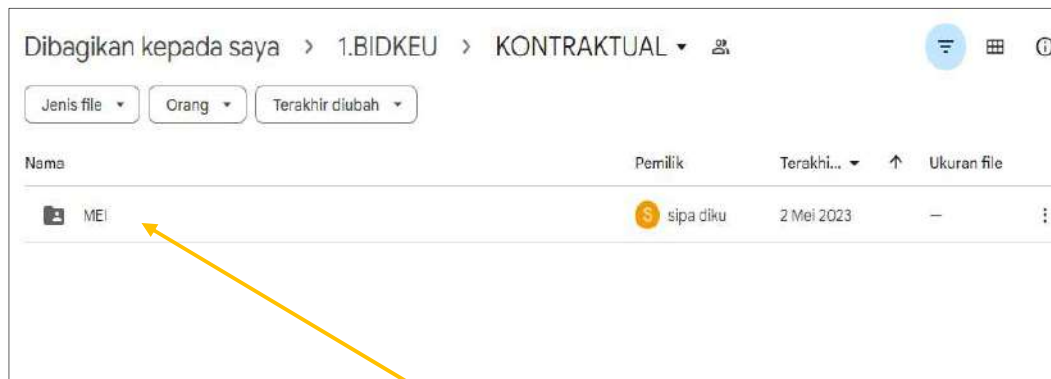 Dibagikan kepada saya > 1.BIDKEU > KONTRAKTUAL
Jenis file Orang Terakhir diubah
Nama Pemilik Terakhi... Ukuran file
MEI S sipa diku 2 Mei 2023 —